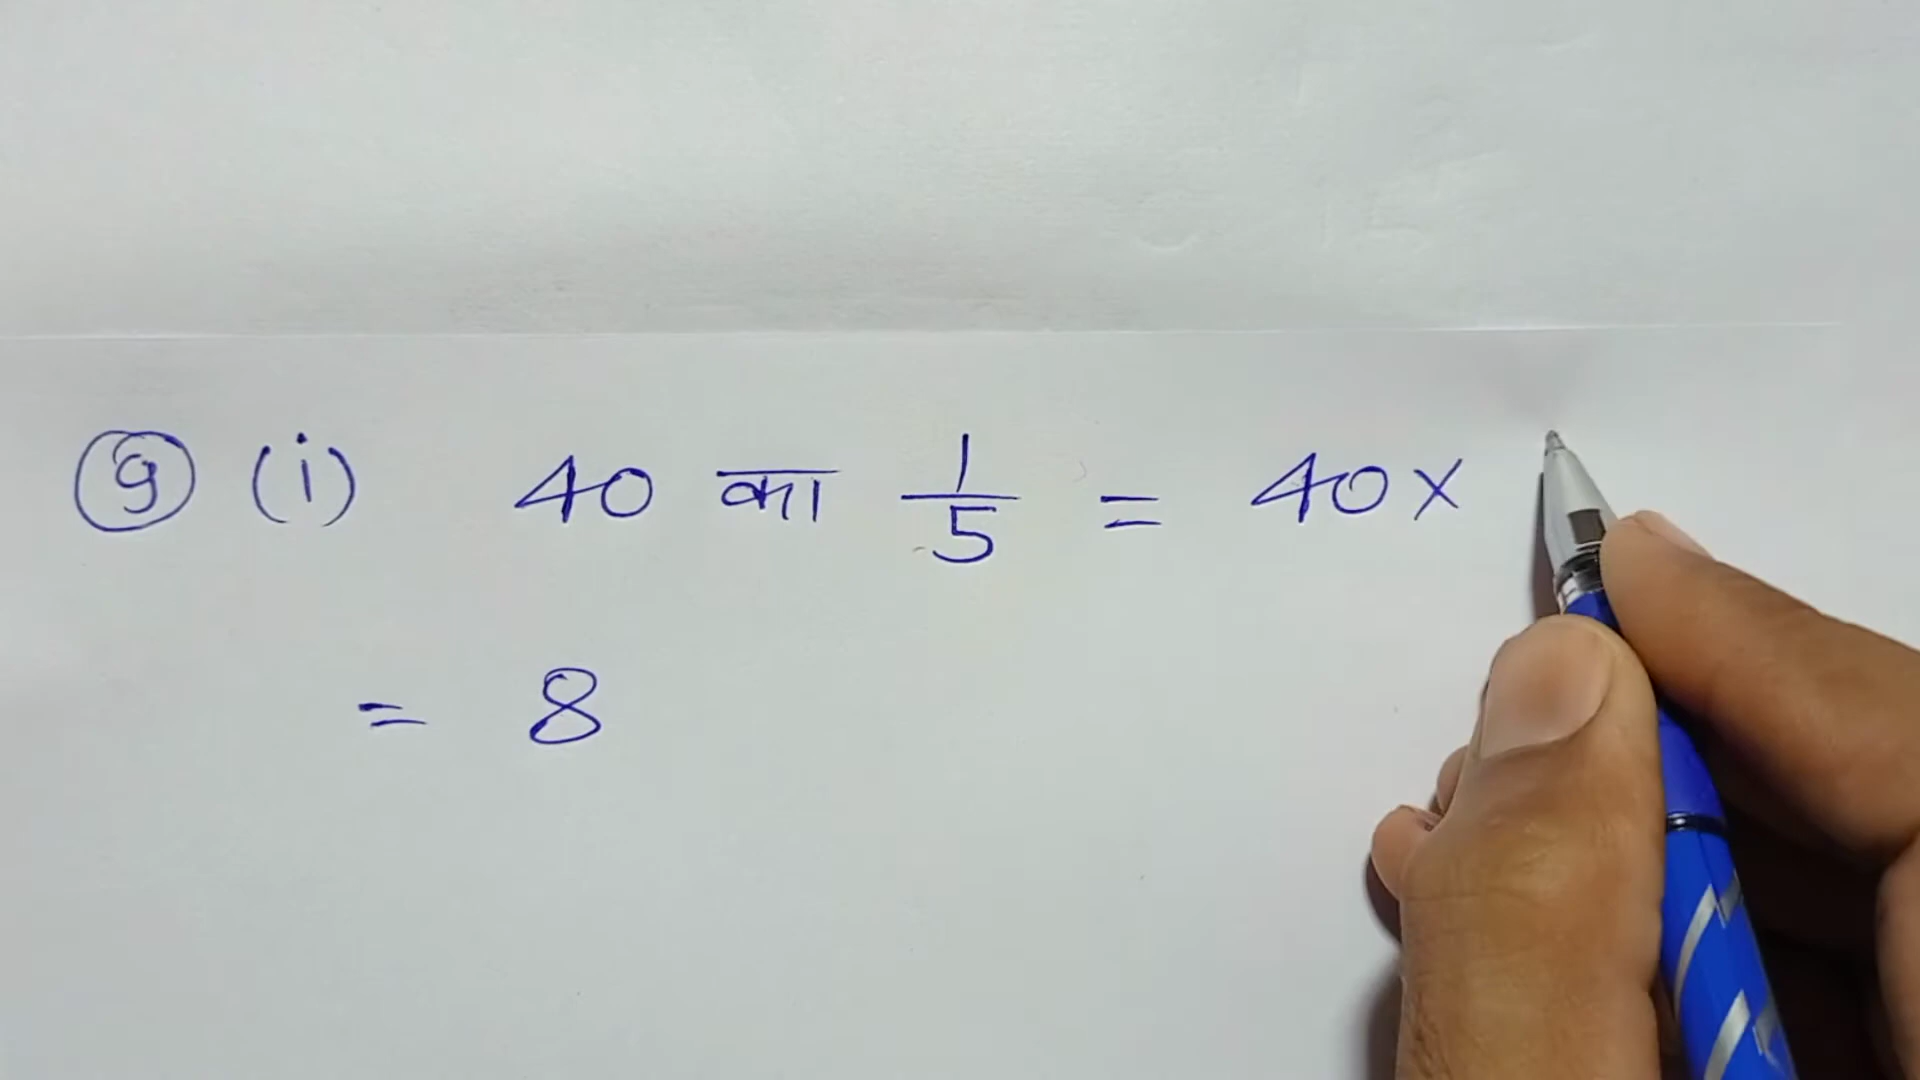 9 (i) 40 का 1/5 = 40 ×
= 8